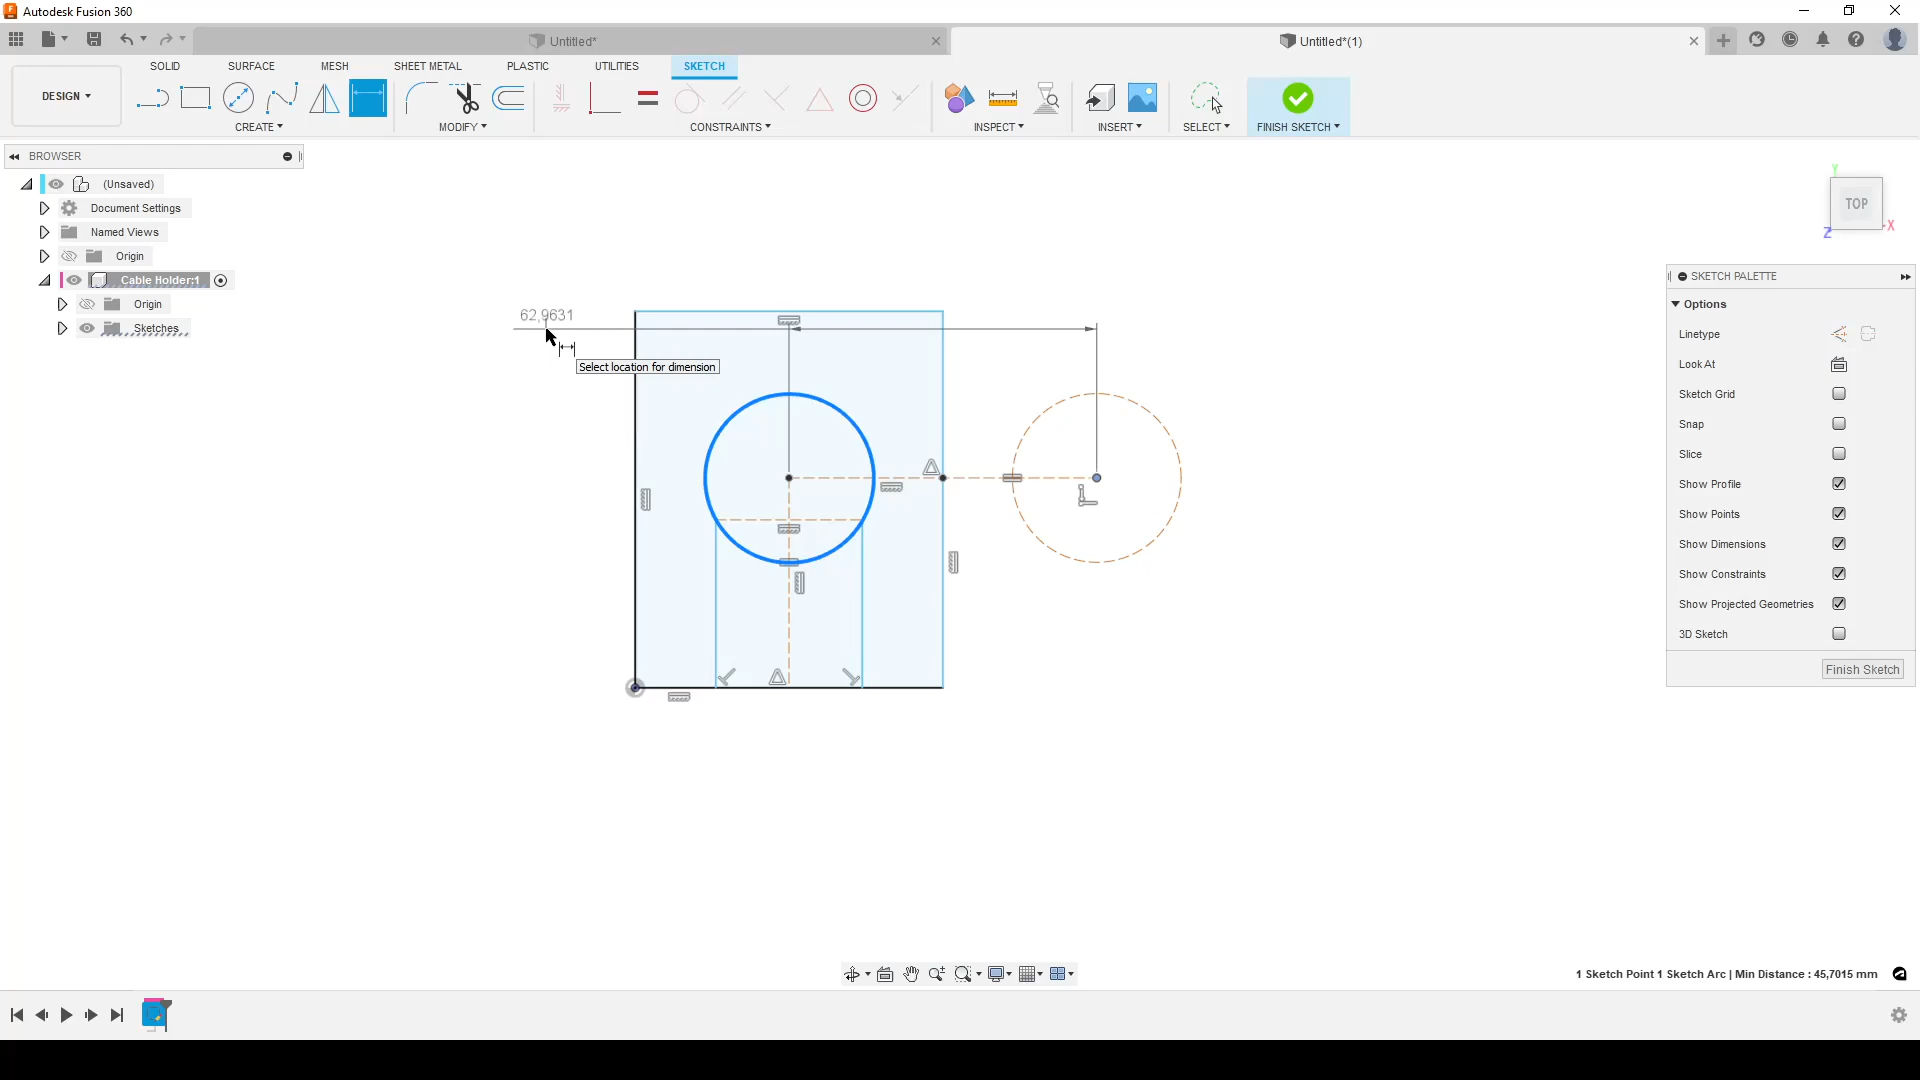 Autodesk Fusion 360
Untitled*
Untitled*(1)
SOLID
SURFACE
MESH
SHEET METAL
PLASTIC
UTILITIES
SKETCH
DESIGN
CREATE
MODIFY
CONSTRAINTS
INSPECT
INSERT
SELECT
FINISH SKETCH
BROWSER
(Unsaved)
Document Settings
Named Views
Origin
Cable Holder:1
Origin
Sketches
62,9631
Select location for dimension
Y
TOP
X
Z
SKETCH PALETTE
Options
Linetype
Look At
Sketch Grid
Snap
Slice
Show Profile
Show Points
Show Dimensions
Show Constraints
Show Projected Geometries
3D Sketch
Finish Sketch
1 Sketch Point 1 Sketch Arc | Min Distance : 45,7015 mm